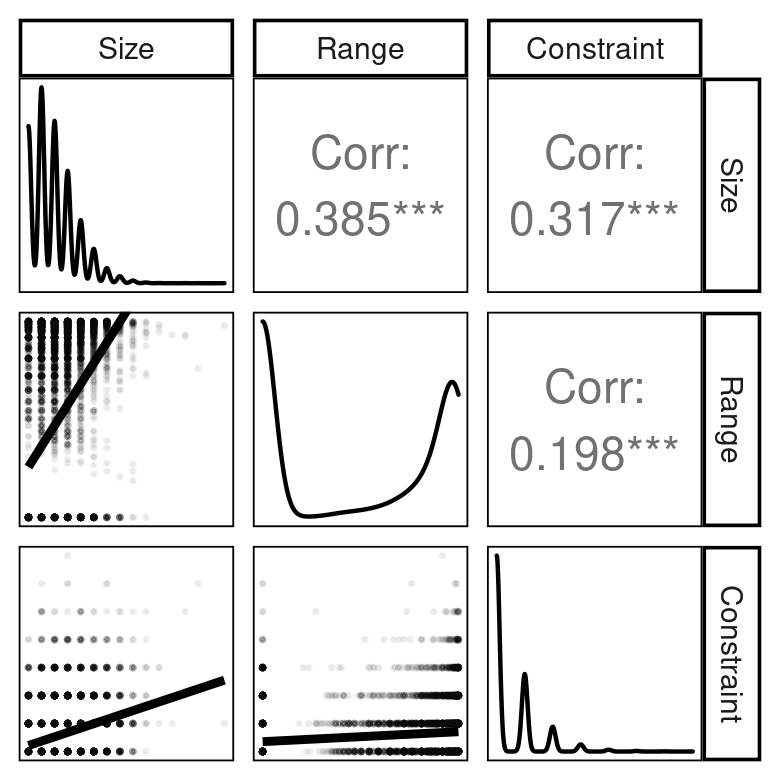 Size
Range
Constraint
Corr:
0.385***
Corr:
0.317***
Size
Corr:
0.198***
Range
Constraint